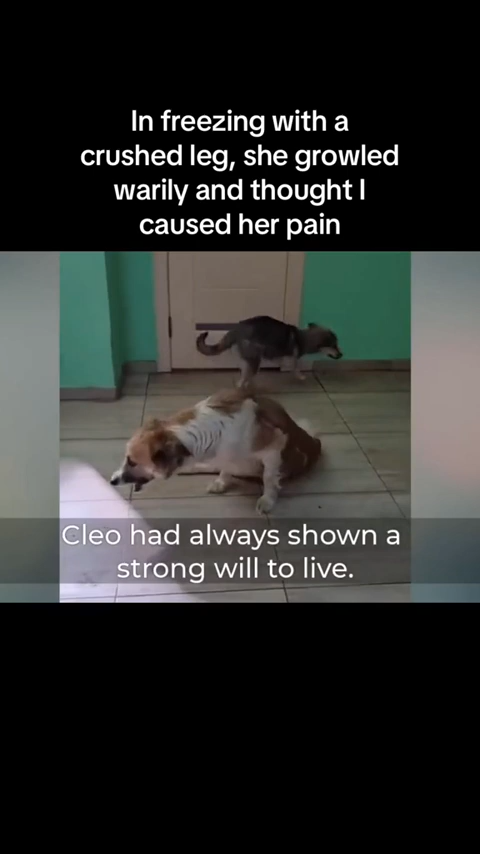 In freezing with a
crushed leg, she growled
warily and thought I
caused her pain
Cleo had always shown a
strong will to live.